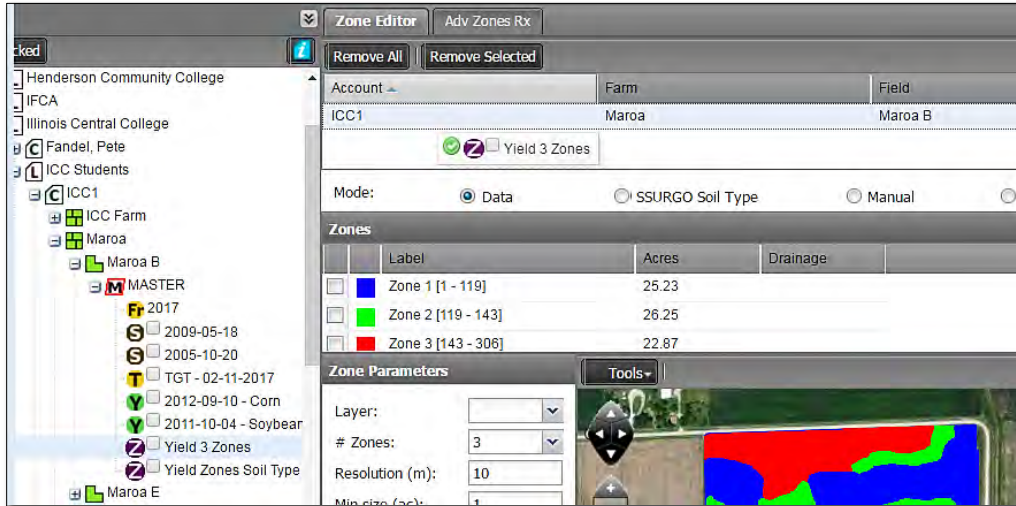 Zone Editor Adv Zones Rx
cked i Remove All Remove Selected
Henderson Community College
IFCA
Illinois Central College
C Fandel, Pete
L ICC Students
C ICC1
ICC Farm
Maroa
Maroa B
M MASTER
Fr 2017
S 2009-05-18
S 2005-10-20
T TGT - 02-11-2017
Y 2012-09-10 - Corn
Y 2011-10-04 - Soybear
Z Yield 3 Zones
Z Yield Zones Soil Type
Maroa E
Account Farm Field
ICC1 Maroa Maroa B
Z Yield 3 Zones
Mode: Data SSURGO Soil Type Manual
Zones
Label Acres Drainage
Zone 1 [1 - 119] 25.23
Zone 2 [119 - 143] 26.25
Zone 3 [143 - 306] 22.87
Zone Parameters
Layer:
# Zones: 3
Resolution (m): 10
Min size (ac): 1
Tools